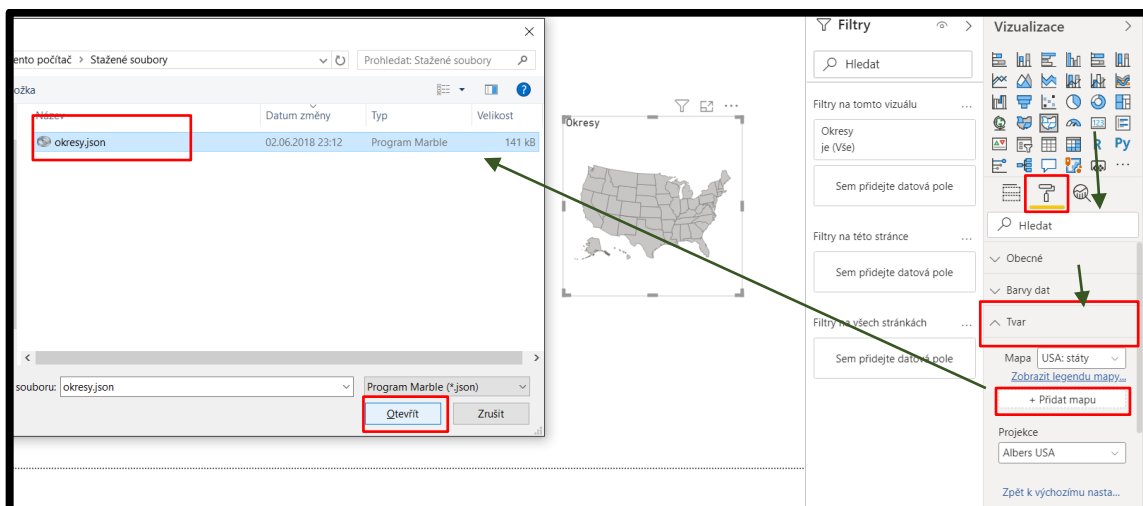 ento počítač > Stažené soubory
Prohledat: Stažené soubory
ožka
Název
Datum změny
Typ
Velikost
okresy.json
02.06.2018 23:12
Program Marble
141 kB
souboru:
okresy.json
Program Marble (*.json)
Otevřít
Zrušit
Okresy
Filtry
Hledat
Filtry na tomto vizuálu
Okresy
je (Vše)
Sem přidejte datová pole
Filtry na této stránce
Sem přidejte datová pole
Filtry na všech stránkách
Sem přidejte datová pole
Vizualizace
123
R
Py
Hledat
Obecné
Barvy dat
Tvar
Mapa
USA: státy
Zobrazit legendu mapy...
+ Přidat mapu
Projekce
Albers USA
Zpět k výchozímu nasta...